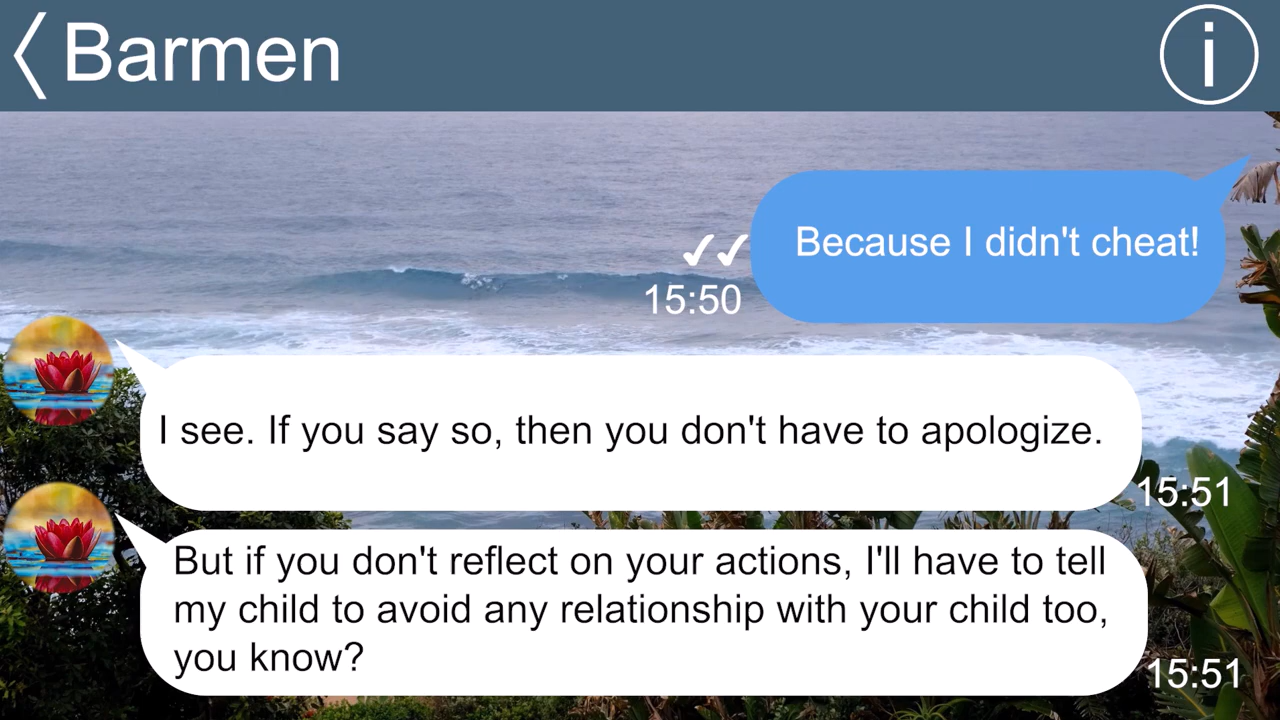 Barmen
i
Because I didn't cheat!
15:50
I see. If you say so, then you don't have to apologize.
15:51
But if you don't reflect on your actions, I'll have to tell
my child to avoid any relationship with your child too,
you know?
15:51